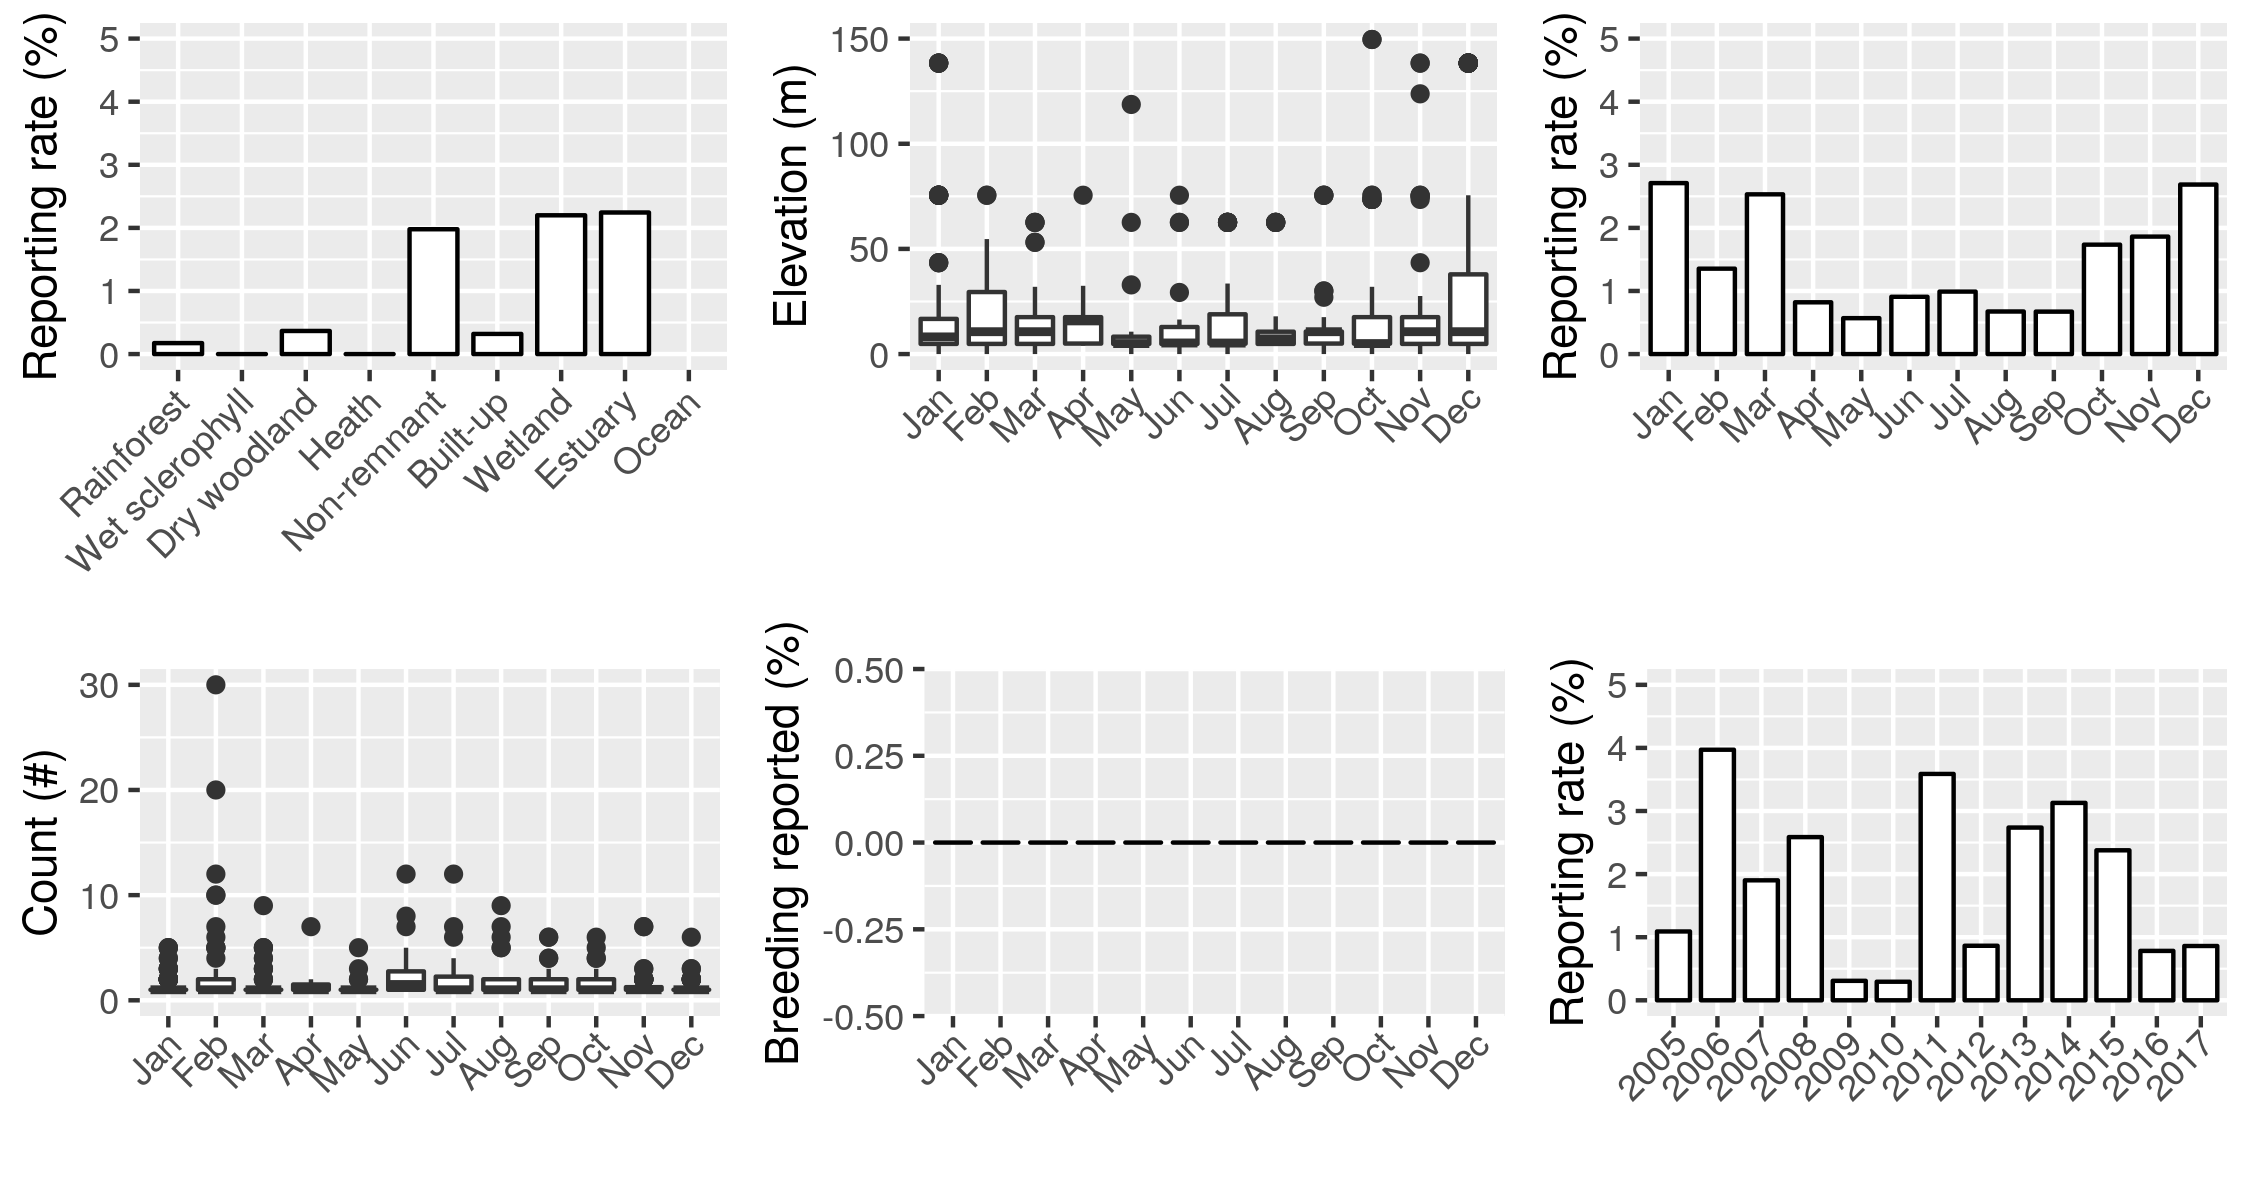 Reporting rate (%)
5
4
3
2
1
0
Rainforest
Wet sclerophyll
Dry woodland
Heath
Non-remnant
Built-up
Wetland
Estuary
Ocean
Elevation (m)
150
100
50
0
Jan
Feb
Mar
Apr
May
Jun
Jul
Aug
Sep
Oct
Nov
Dec
Reporting rate (%)
5
4
3
2
1
0
Jan
Feb
Mar
Apr
May
Jun
Jul
Aug
Sep
Oct
Nov
Dec
Count (#)
30
20
10
0
Jan
Feb
Mar
Apr
May
Jun
Jul
Aug
Sep
Oct
Nov
Dec
Breeding reported (%)
0.50
0.25
0.00
-0.25
-0.50
Jan
Feb
Mar
Apr
May
Jun
Jul
Aug
Sep
Oct
Nov
Dec
Reporting rate (%)
5
4
3
2
1
0
2005
2006
2007
2008
2009
2010
2011
2012
2013
2014
2015
2016
2017